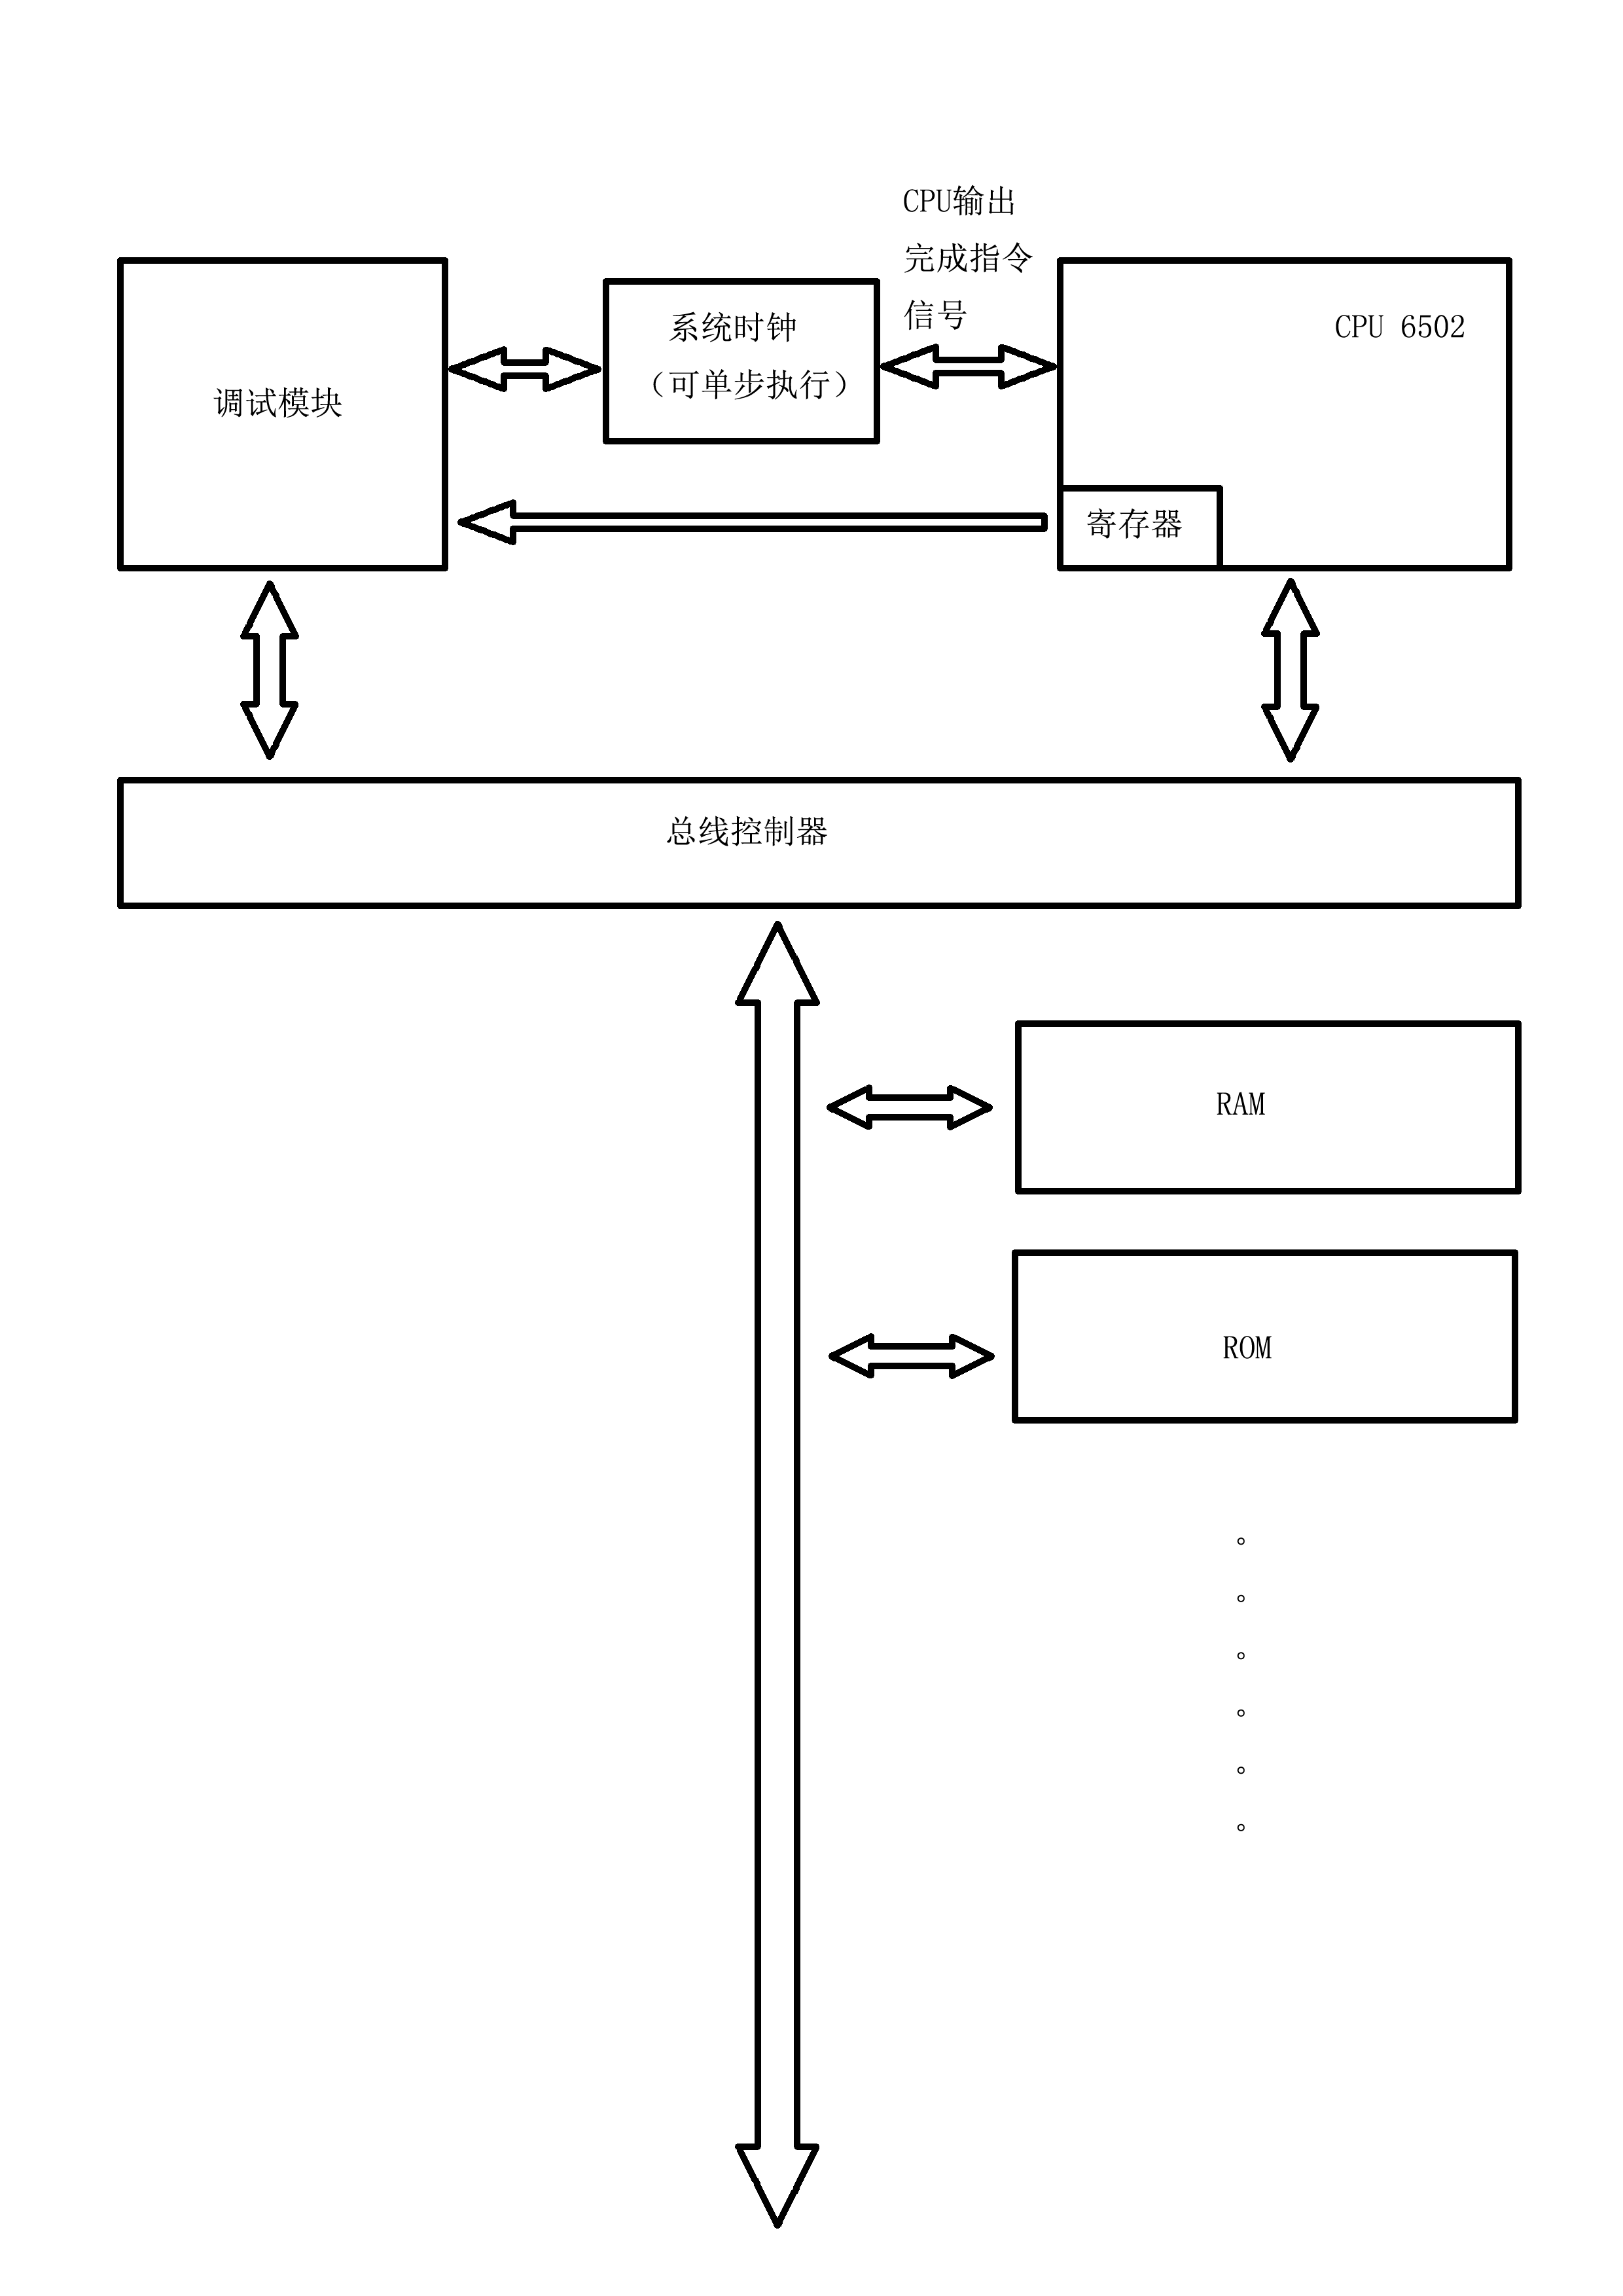 CPU输出
完成指令
信号
系统时钟
（可单步执行）
CPU 6502
调试模块
寄存器
总线控制器
RAM
ROM
。
。
。
。
。
。